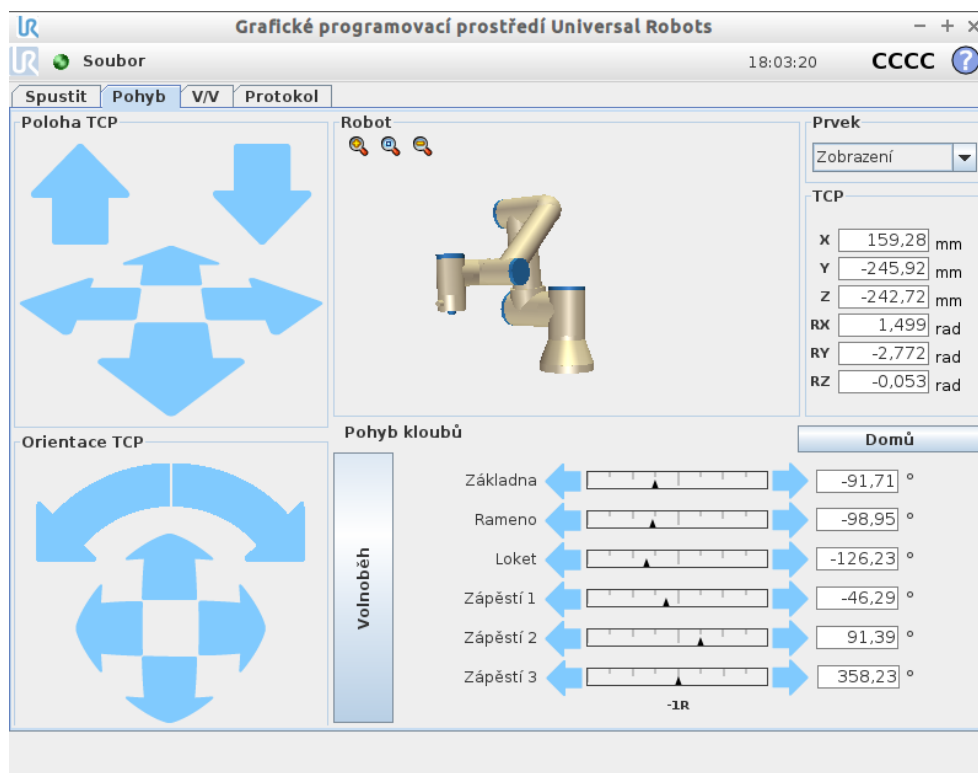 Grafické programovací prostředí Universal Robots
Soubor 18:03:20 CCCC ?
Spustit Pohyb V/V Protokol
Poloha TCP
Robot
Prvek
Zobrazení
TCP
X 159,28 mm
Y -245,92 mm
Z -242,72 mm
RX 1,499 rad
RY -2,772 rad
RZ -0,053 rad
Orientace TCP
Pohyb kloubů
Domů
Volnoběh
Základna -91,71 °
Rameno -98,95 °
Loket -126,23 °
Zápěstí 1 -46,29 °
Zápěstí 2 91,39 °
Zápěstí 3 358,23 °
-1R